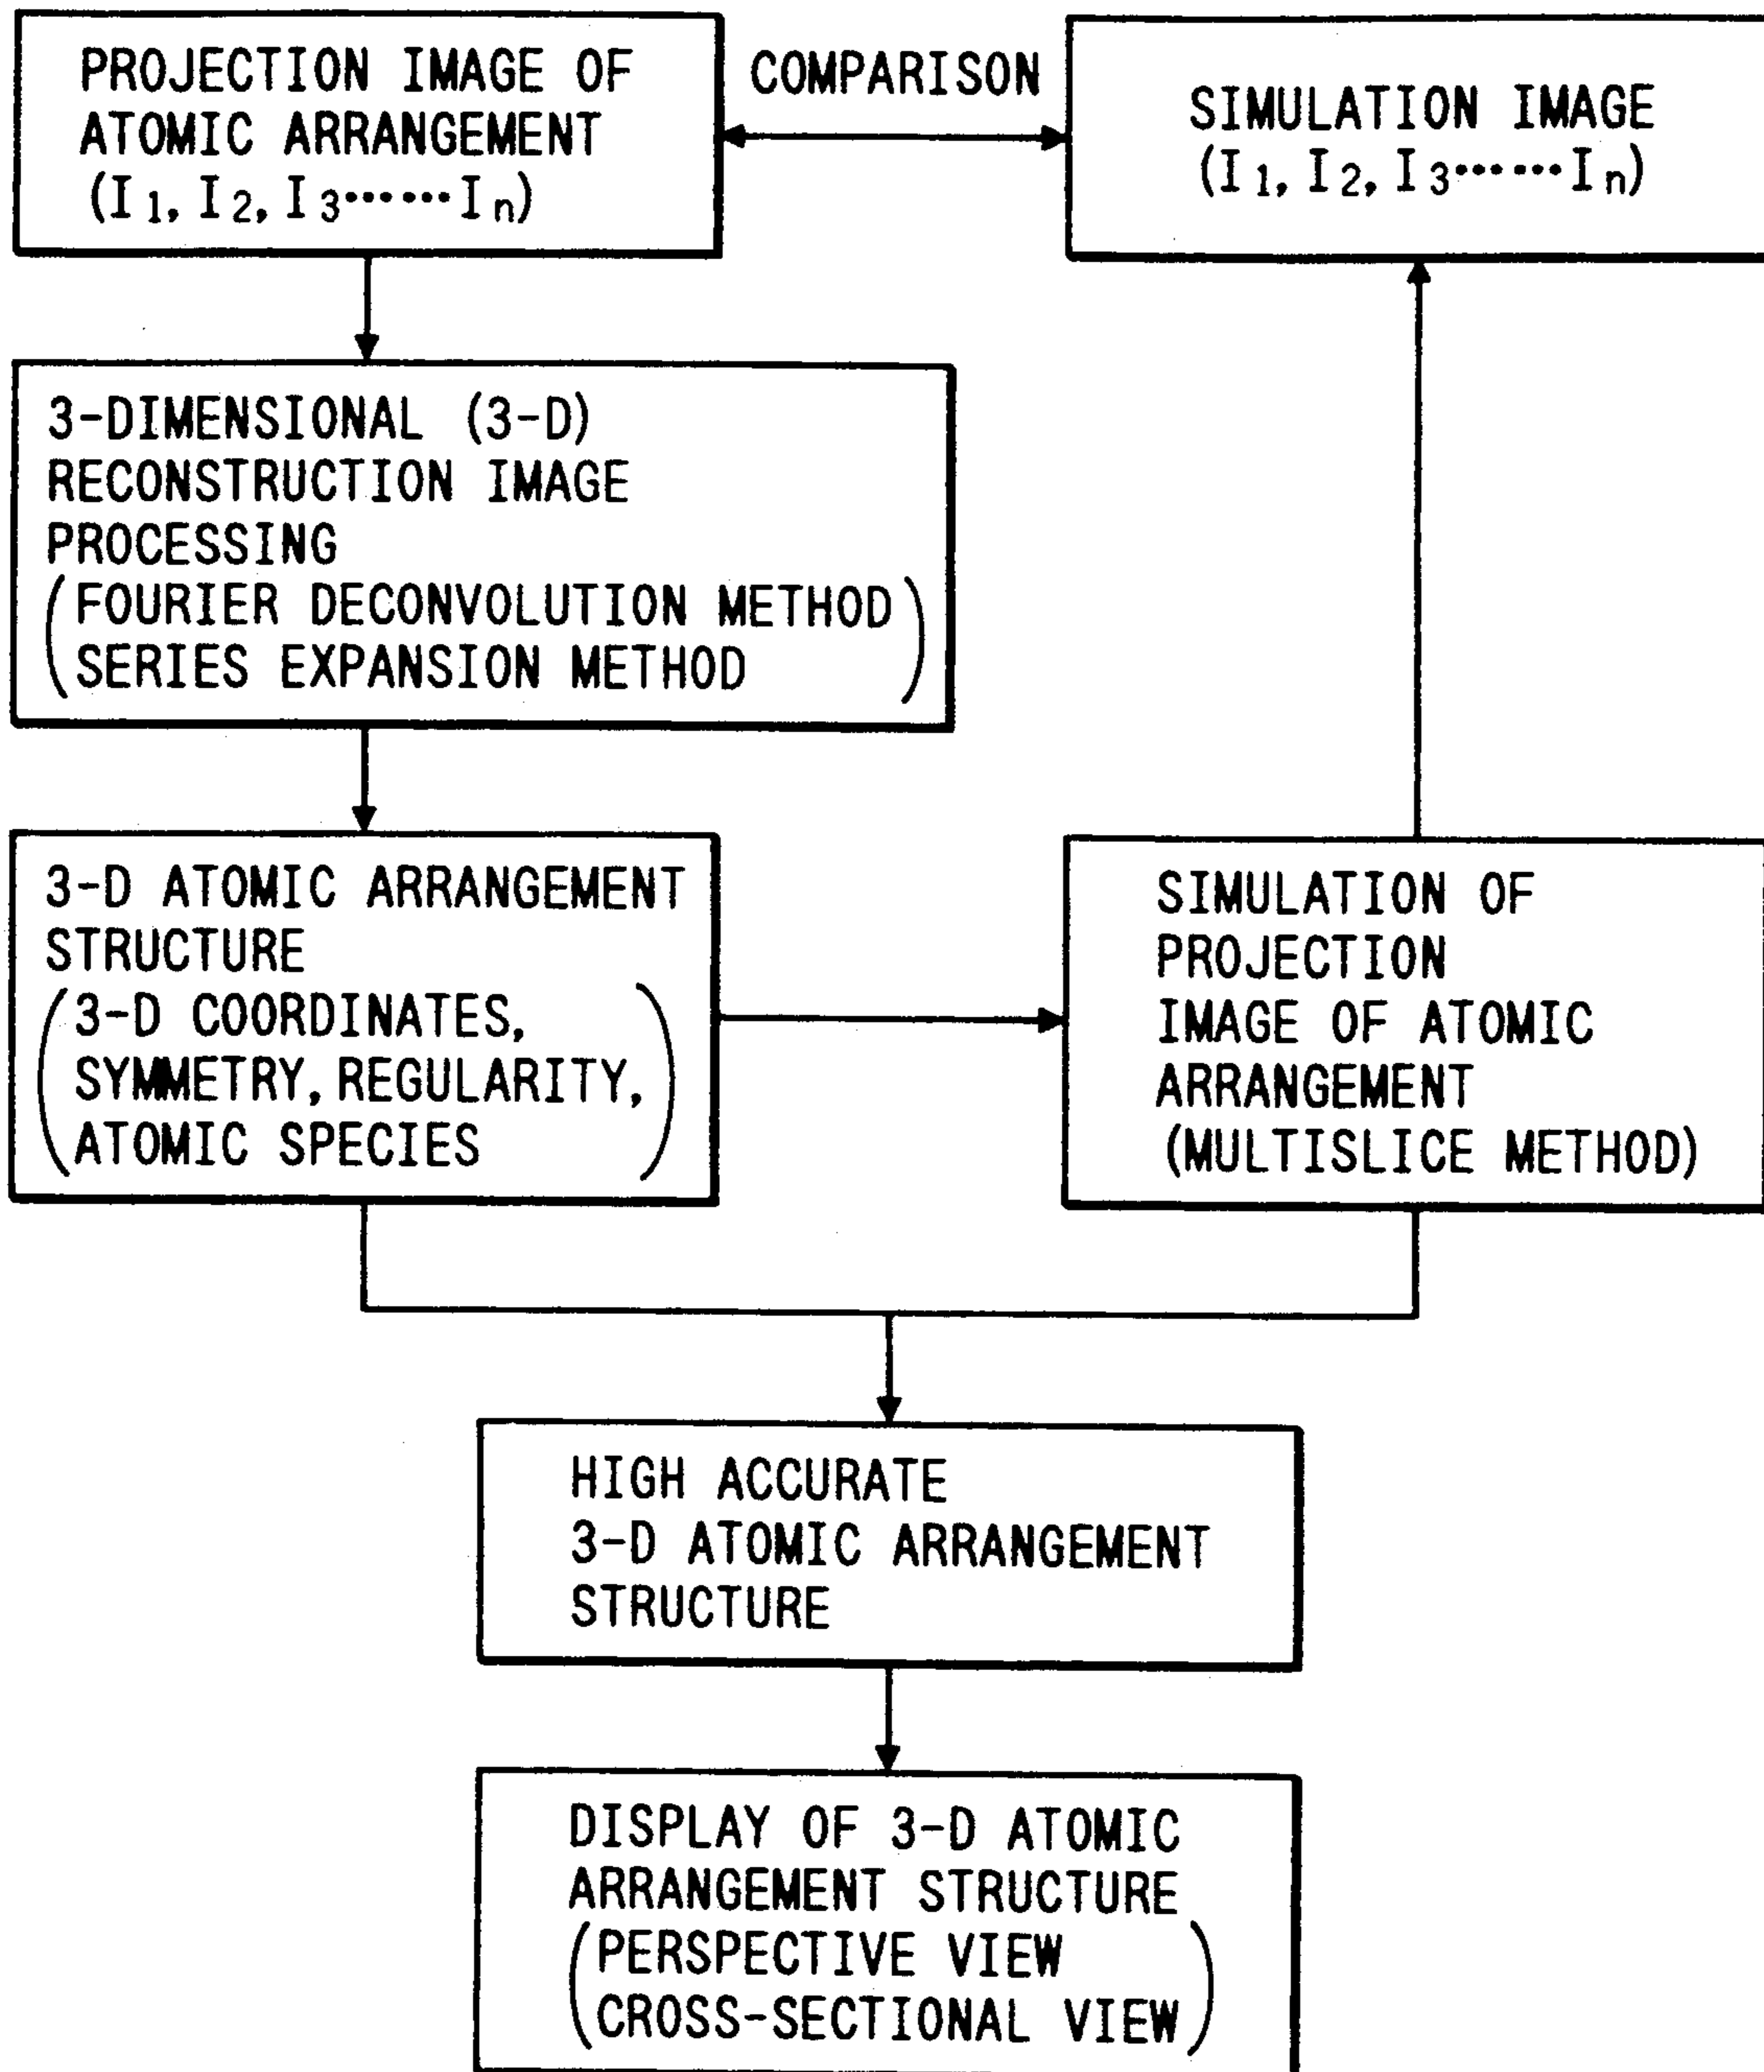 PROJECTION IMAGE OF
ATOMIC ARRANGEMENT
(I1, I2, I3······In)
COMPARISON
SIMULATION IMAGE
(I1, I2, I3······In)
3-DIMENSIONAL (3-D)
RECONSTRUCTION IMAGE
PROCESSING
(FOURIER DECONVOLUTION METHOD
SERIES EXPANSION METHOD)
3-D ATOMIC ARRANGEMENT
STRUCTURE
(3-D COORDINATES,
SYMMETRY, REGULARITY,
ATOMIC SPECIES)
SIMULATION OF
PROJECTION
IMAGE OF ATOMIC
ARRANGEMENT
(MULTISLICE METHOD)
HIGH ACCURATE
3-D ATOMIC ARRANGEMENT
STRUCTURE
DISPLAY OF 3-D ATOMIC
ARRANGEMENT STRUCTURE
(PERSPECTIVE VIEW
CROSS-SECTIONAL VIEW)